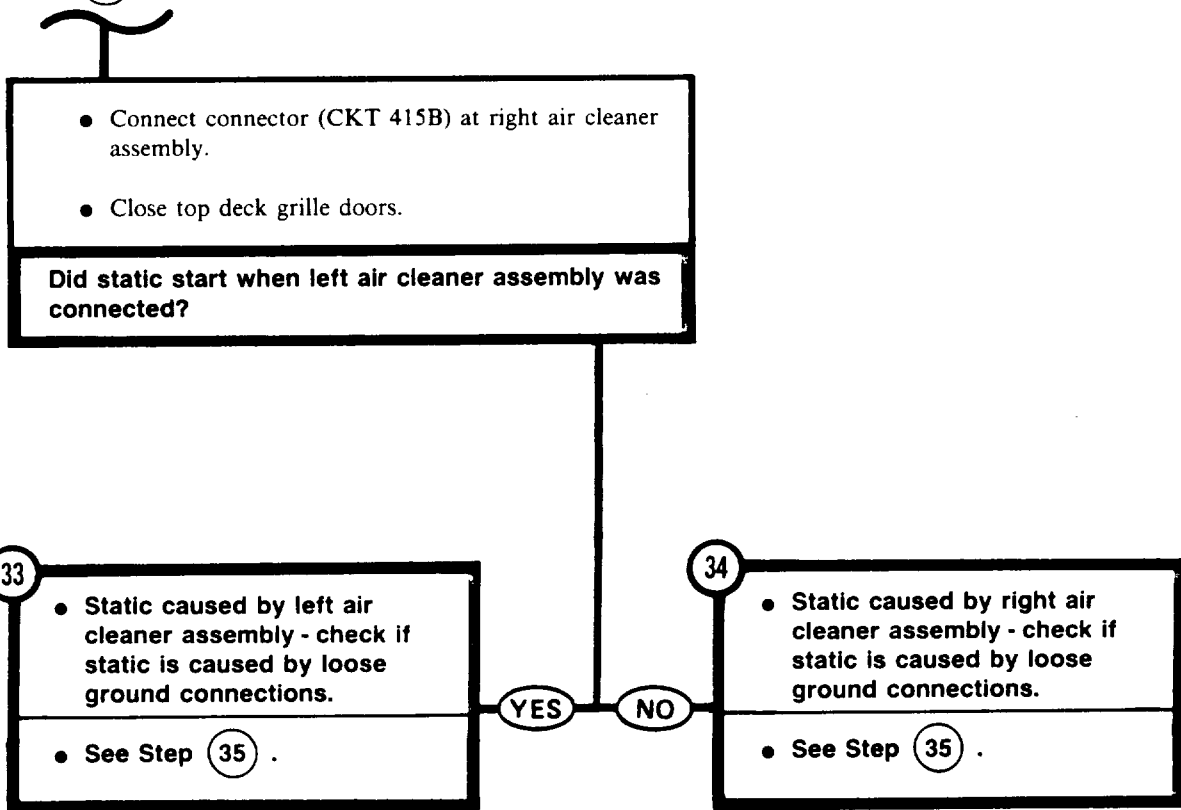 ● Connect connector (CKT 415B) at right air cleaner
assembly.
● Close top deck grille doors.
Did static start when left air cleaner assembly was
connected?
33
● Static caused by left air
cleaner assembly - check if
static is caused by loose
ground connections.
● See Step 35 .
YES
NO
34
● Static caused by right air
cleaner assembly - check if
static is caused by loose
ground connections.
● See Step 35 .